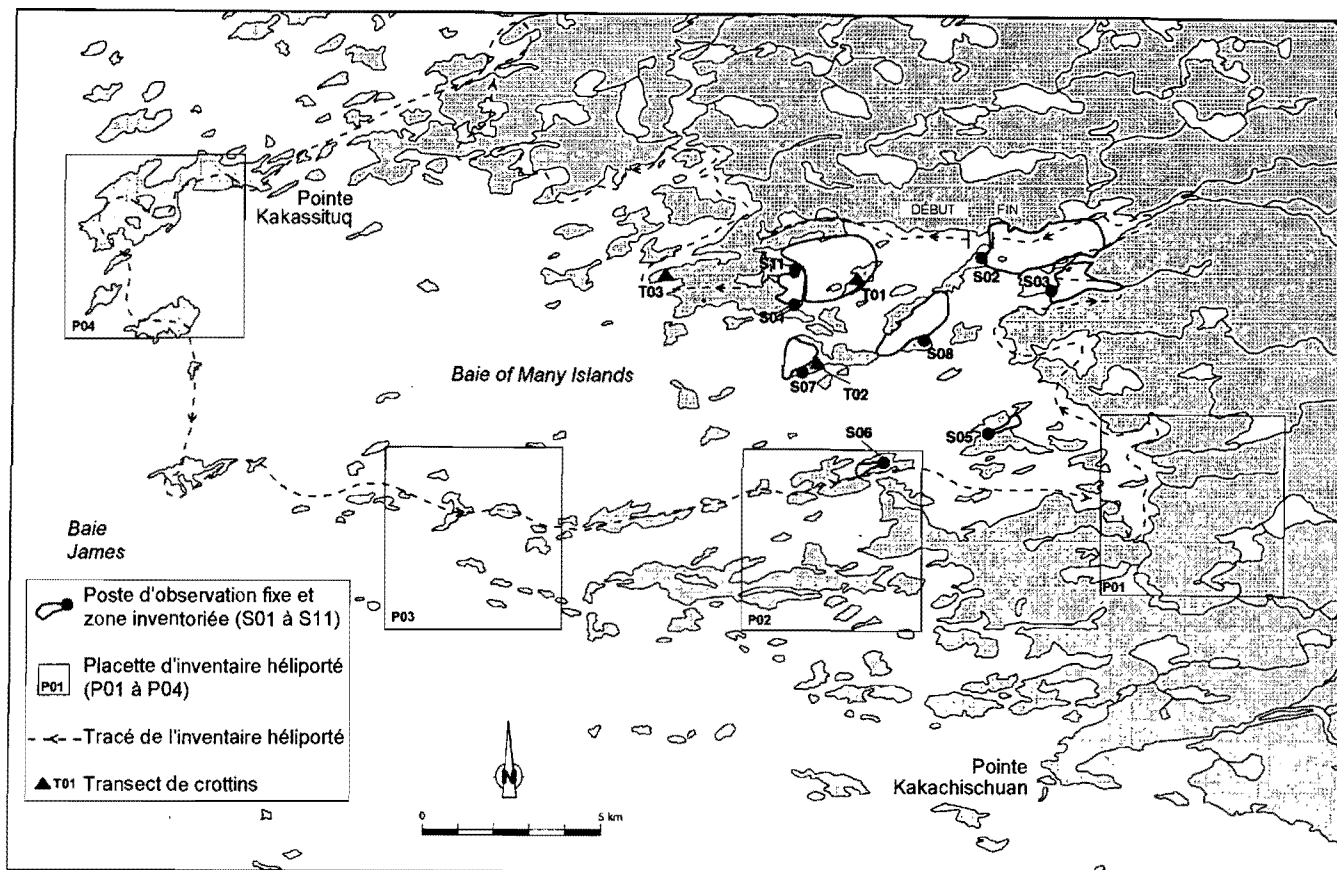 Pointe
Kakassituq
DÉBUT
FIN
S02
S11
T03
T01
S03
S04
P04
S08
Baie of Many Islands
S07
T02
S06
S05
Baie
James
P03
P02
P01
Poste d'observation fixe et
zone inventoriée (S01 à S11)
P01
Placette d'inventaire héliporté
(P01 à P04)
Tracé de l'inventaire héliporté
T01 Transect de crottins
N
0
5 km
Pointe
Kakachischuan